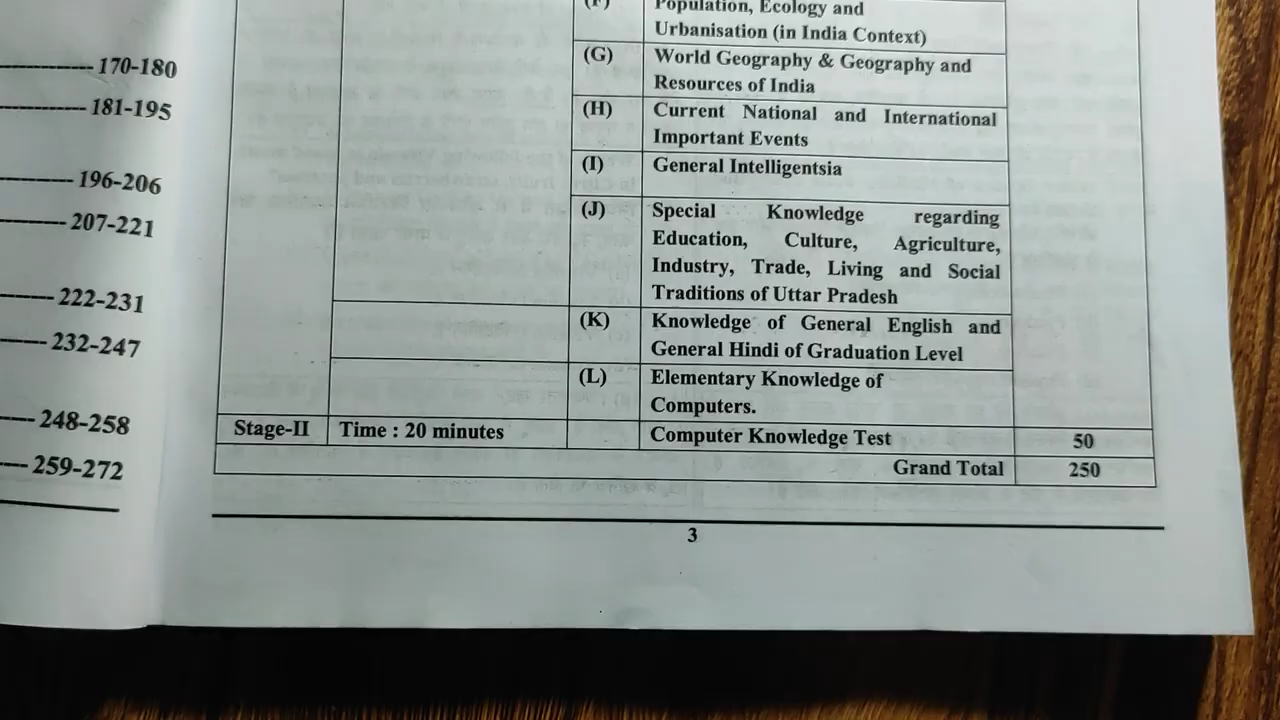 ----------- 170-180
----------- 181-195
---------- 196-206
--------- 207-221
------- 222-231
------ 232-247
---- 248-258
--- 259-272
(F) Population, Ecology and
Urbanisation (in India Context)
(G) World Geography & Geography and
Resources of India
(H) Current National and International
Important Events
(I) General Intelligentsia
(J) Special Knowledge regarding
Education, Culture, Agriculture,
Industry, Trade, Living and Social
Traditions of Uttar Pradesh
(K) Knowledge of General English and
General Hindi of Graduation Level
(L) Elementary Knowledge of
Computers.
Stage-II Time : 20 minutes Computer Knowledge Test 50
Grand Total 250
3